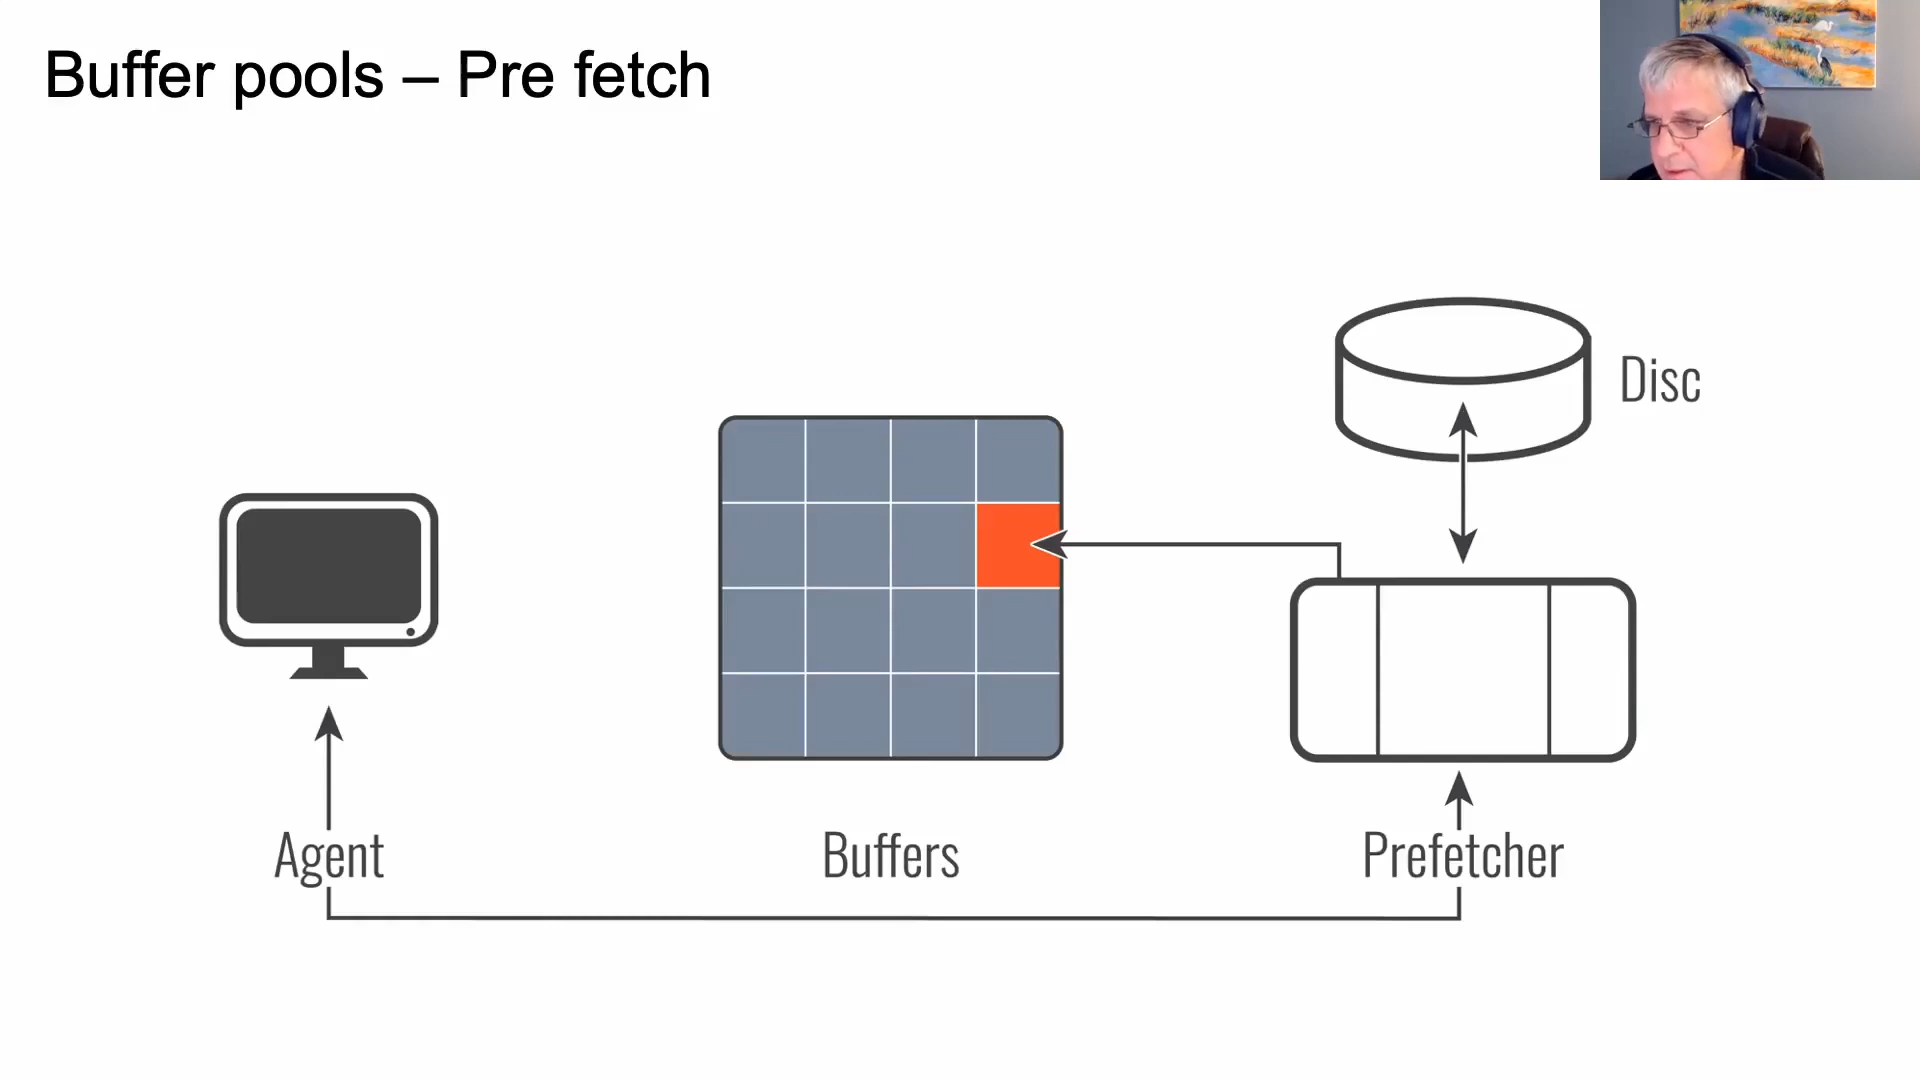 Buffer pools – Pre fetch
Disc
Agent
Buffers
Prefetcher